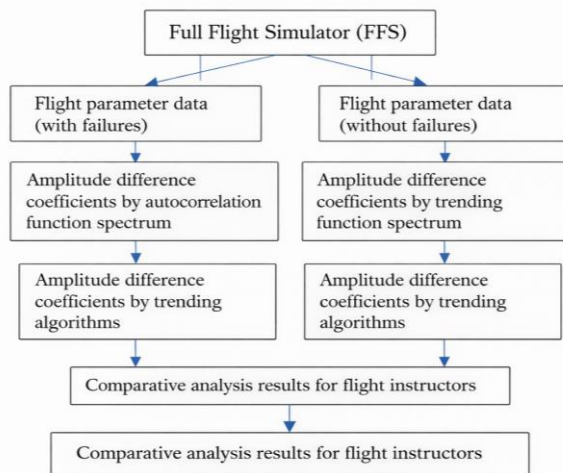 Full Flight Simulator (FFS)
Flight parameter data
(with failures)
Flight parameter data
(without failures)
Amplitude difference
coefficients by autocorrelation
function spectrum
Amplitude difference
coefficients by trending
function spectrum
Amplitude difference
coefficients by trending
algorithms
Amplitude difference
coefficients by trending
algorithms
Comparative analysis results for flight instructors
Comparative analysis results for flight instructors